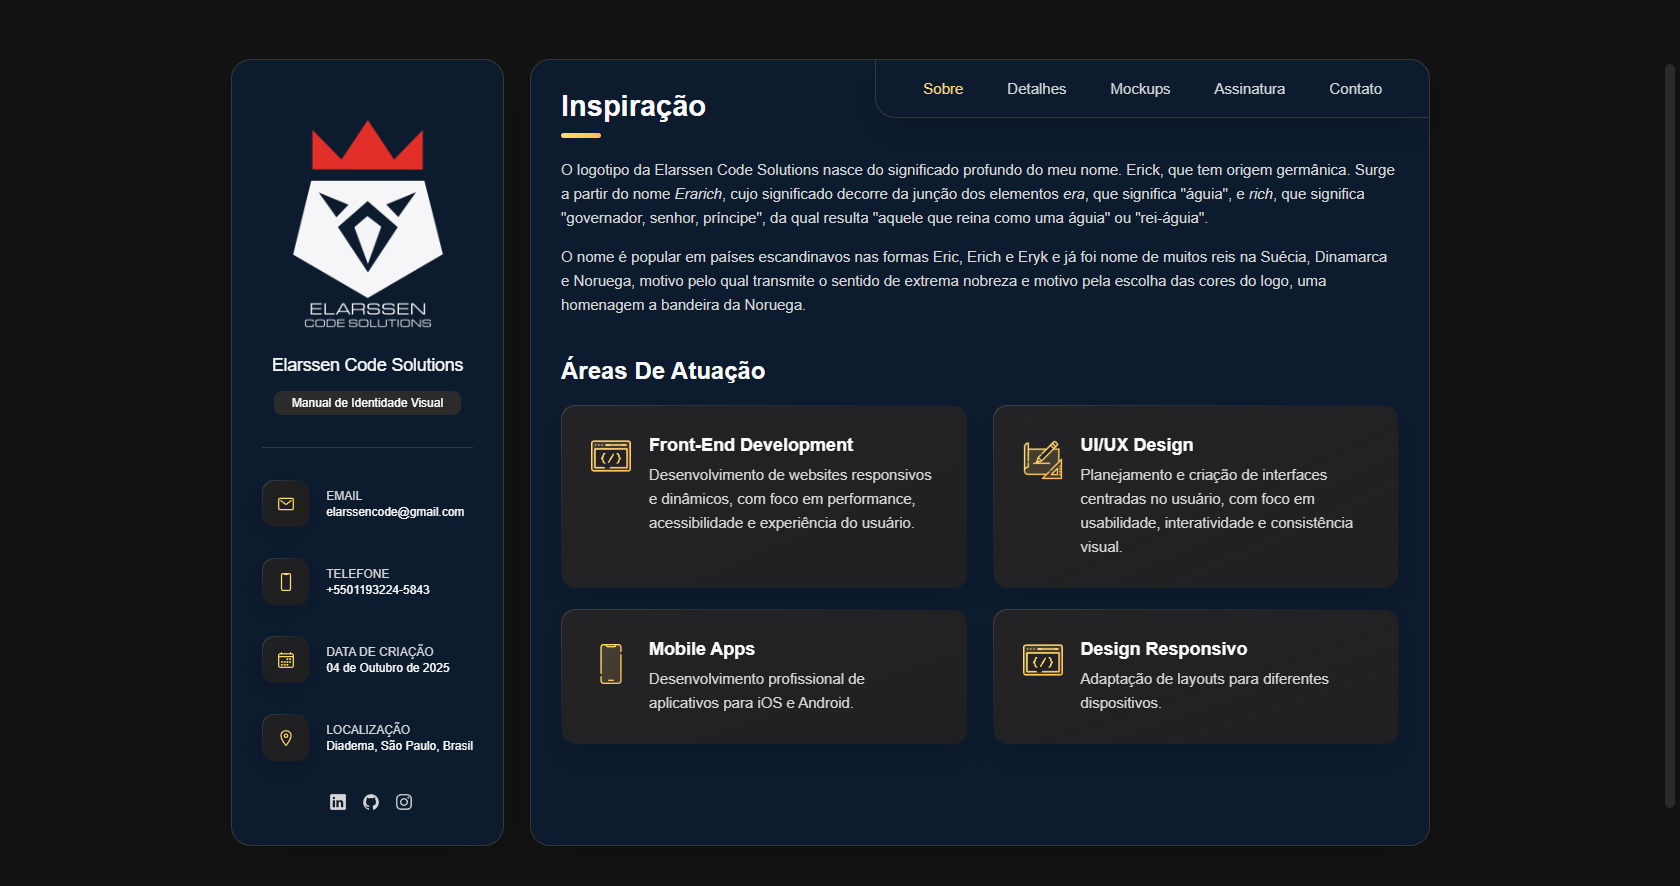 ELARSSEN
CODE SOLUTIONS
Elarssen Code Solutions
Manual de Identidade Visual
EMAIL
elarssencode@gmail.com
TELEFONE
+5501193224-5843
DATA DE CRIAÇÃO
04 de Outubro de 2025
LOCALIZAÇÃO
Diadema, São Paulo, Brasil
Sobre Detalhes Mockups Assinatura Contato
Inspiração
O logotipo da Elarssen Code Solutions nasce do significado profundo do meu nome. Erick, que tem origem germânica. Surge
a partir do nome Erarich, cujo significado decorre da junção dos elementos era, que significa "águia", e rich, que significa
"governador, senhor, príncipe", da qual resulta "aquele que reina como uma águia" ou "rei-águia".
O nome é popular em países escandinavos nas formas Eric, Erich e Eryk e já foi nome de muitos reis na Suécia, Dinamarca
e Noruega, motivo pelo qual transmite o sentido de extrema nobreza e motivo pela escolha das cores do logo, uma
homenagem a bandeira da Noruega.
Áreas De Atuação
Front-End Development
Desenvolvimento de websites responsivos
e dinâmicos, com foco em performance,
acessibilidade e experiência do usuário.
UI/UX Design
Planejamento e criação de interfaces
centradas no usuário, com foco em
usabilidade, interatividade e consistência
visual.
Mobile Apps
Desenvolvimento profissional de
aplicativos para iOS e Android.
Design Responsivo
Adaptação de layouts para diferentes
dispositivos.